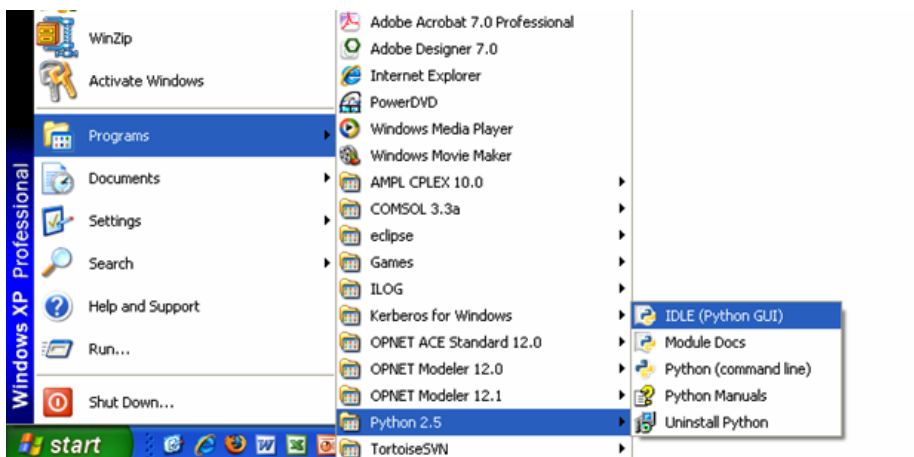 WinZip
Activate Windows
Programs
Documents
Settings
Search
Help and Support
Run...
Shut Down...
Windows XP Professional
start
Adobe Acrobat 7.0 Professional
Adobe Designer 7.0
Internet Explorer
PowerDVD
Windows Media Player
Windows Movie Maker
AMPL CPLEX 10.0
COMSOL 3.3a
eclipse
Games
ILOG
Kerberos for Windows
OPNET ACE Standard 12.0
OPNET Modeler 12.0
OPNET Modeler 12.1
Python 2.5
TortoiseSVN
IDLE (Python GUI)
Module Docs
Python (command line)
Python Manuals
Uninstall Python